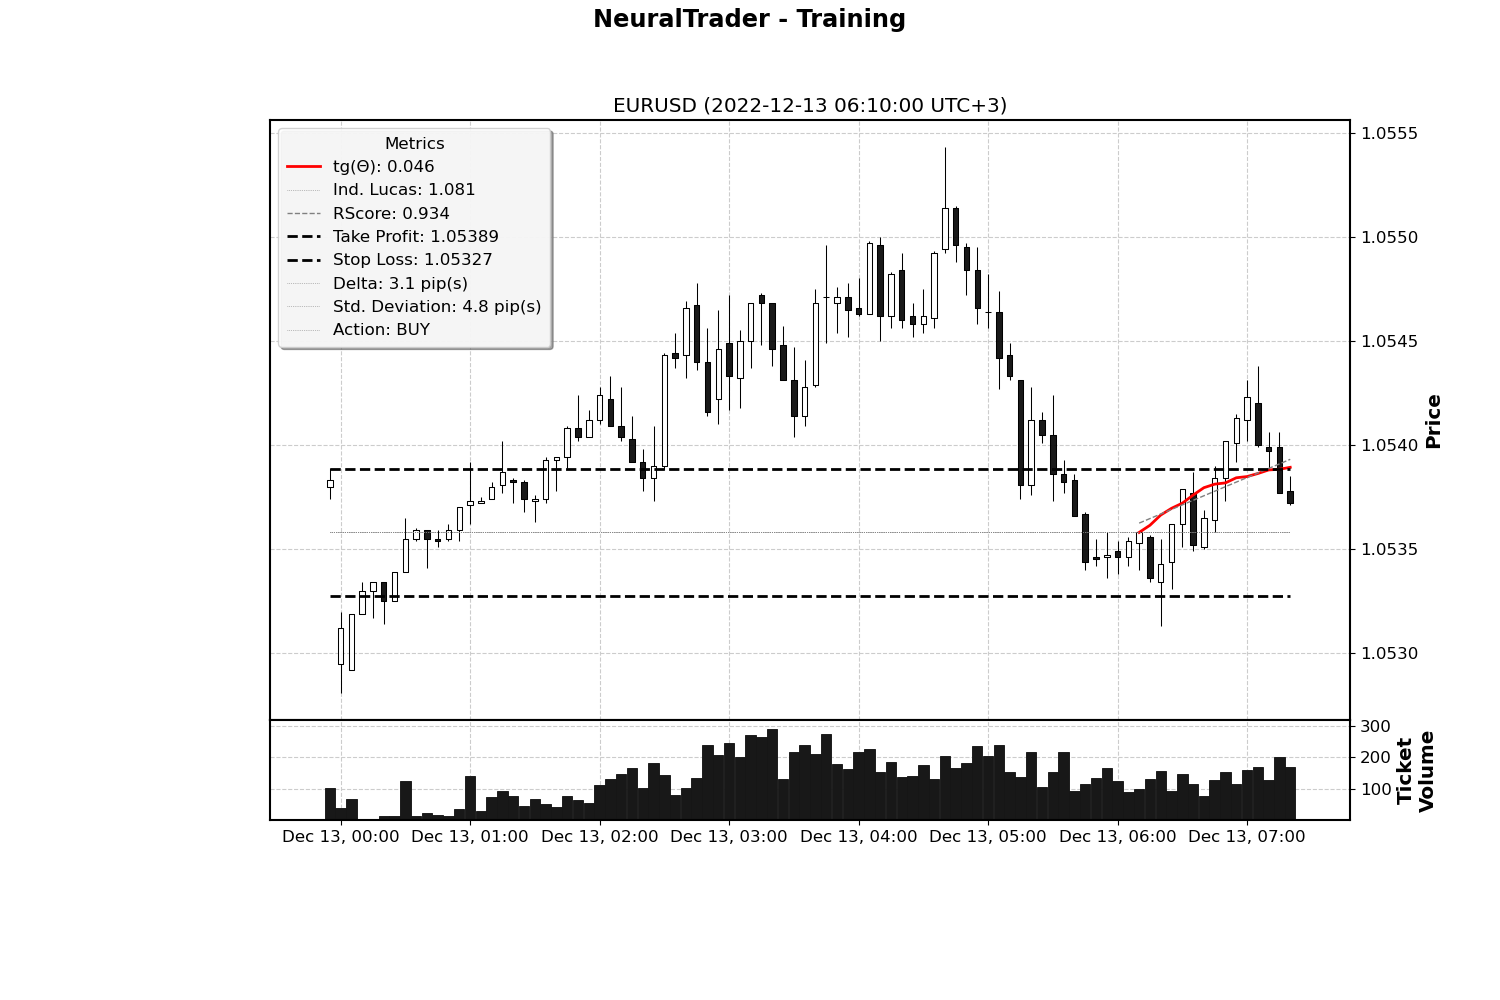 NeuralTrader - Training
EURUSD (2022-12-13 06:10:00 UTC+3)
Metrics
tg(Θ): 0.046
Ind. Lucas: 1.081
RScore: 0.934
Take Profit: 1.05389
Stop Loss: 1.05327
Delta: 3.1 pip(s)
Std. Deviation: 4.8 pip(s)
Action: BUY
1.0555
1.0550
1.0545
1.0540
1.0535
1.0530
Price
300
200
100
Ticket
Volume
Dec 13, 00:00 Dec 13, 01:00 Dec 13, 02:00 Dec 13, 03:00 Dec 13, 04:00 Dec 13, 05:00 Dec 13, 06:00 Dec 13, 07:00